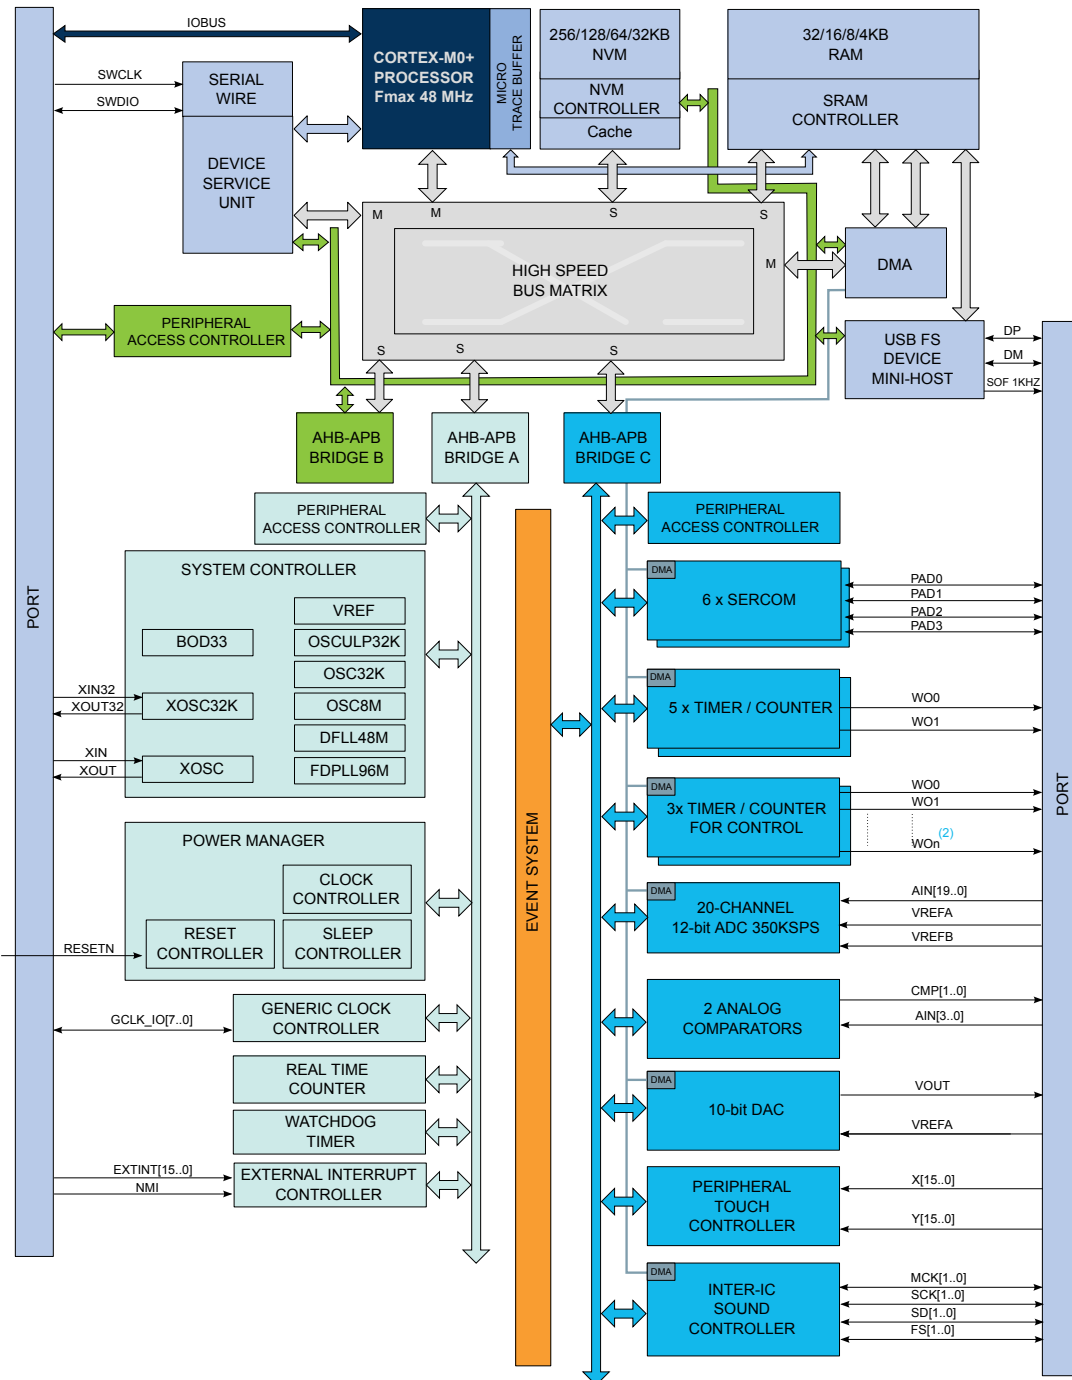 IOBUS
SWCLK
SWDIO
SERIAL
WIRE
DEVICE
SERVICE
UNIT
CORTEX-M0+
PROCESSOR
Fmax 48 MHz
MICRO
TRACE BUFFER
256/128/64/32KB
NVM
NVM
CONTROLLER
Cache
32/16/8/4KB
RAM
SRAM
CONTROLLER
M
M
S
S
HIGH SPEED
BUS MATRIX
M
S
S
S
DMA
PERIPHERAL
ACCESS CONTROLLER
USB FS
DEVICE
MINI-HOST
DP
DM
SOF 1KHZ
AHB-APB
BRIDGE B
AHB-APB
BRIDGE A
AHB-APB
BRIDGE C
PORT
PERIPHERAL
ACCESS CONTROLLER
SYSTEM CONTROLLER
VREF
BOD33
OSCULP32K
OSC32K
XIN32
XOUT32
XOSC32K
OSC8M
DFLL48M
XIN
XOUT
XOSC
FDPLL96M
POWER MANAGER
CLOCK
CONTROLLER
RESETN
RESET
CONTROLLER
SLEEP
CONTROLLER
GCLK_IO[7..0]
GENERIC CLOCK
CONTROLLER
REAL TIME
COUNTER
WATCHDOG
TIMER
EXTINT[15..0]
NMI
EXTERNAL INTERRUPT
CONTROLLER
EVENT SYSTEM
PERIPHERAL
ACCESS CONTROLLER
DMA
6 x SERCOM
PAD0
PAD1
PAD2
PAD3
DMA
5 x TIMER / COUNTER
WO0
WO1
DMA
3x TIMER / COUNTER
FOR CONTROL
WO0
WO1
(2)
WOn
PORT
DMA
20-CHANNEL
12-bit ADC 350KSPS
AIN[19..0]
VREFA
VREFB
2 ANALOG
COMPARATORS
CMP[1..0]
AIN[3..0]
DMA
10-bit DAC
VOUT
VREFA
PERIPHERAL
TOUCH
CONTROLLER
X[15..0]
Y[15..0]
DMA
INTER-IC
SOUND
CONTROLLER
MCK[1..0]
SCK[1..0]
SD[1..0]
FS[1..0]